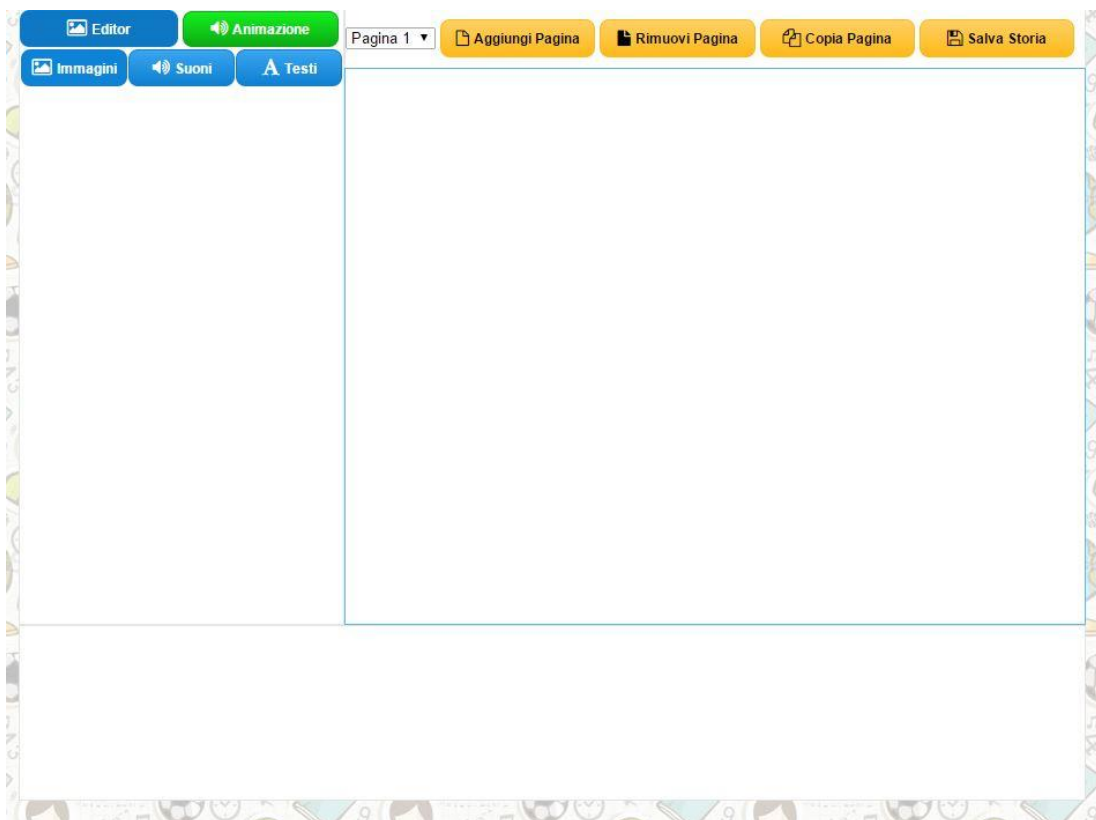 Editor
Animazione
Immagini
Suoni
A Testi
Pagina 1
Aggiungi Pagina
Rimuovi Pagina
Copia Pagina
Salva Storia